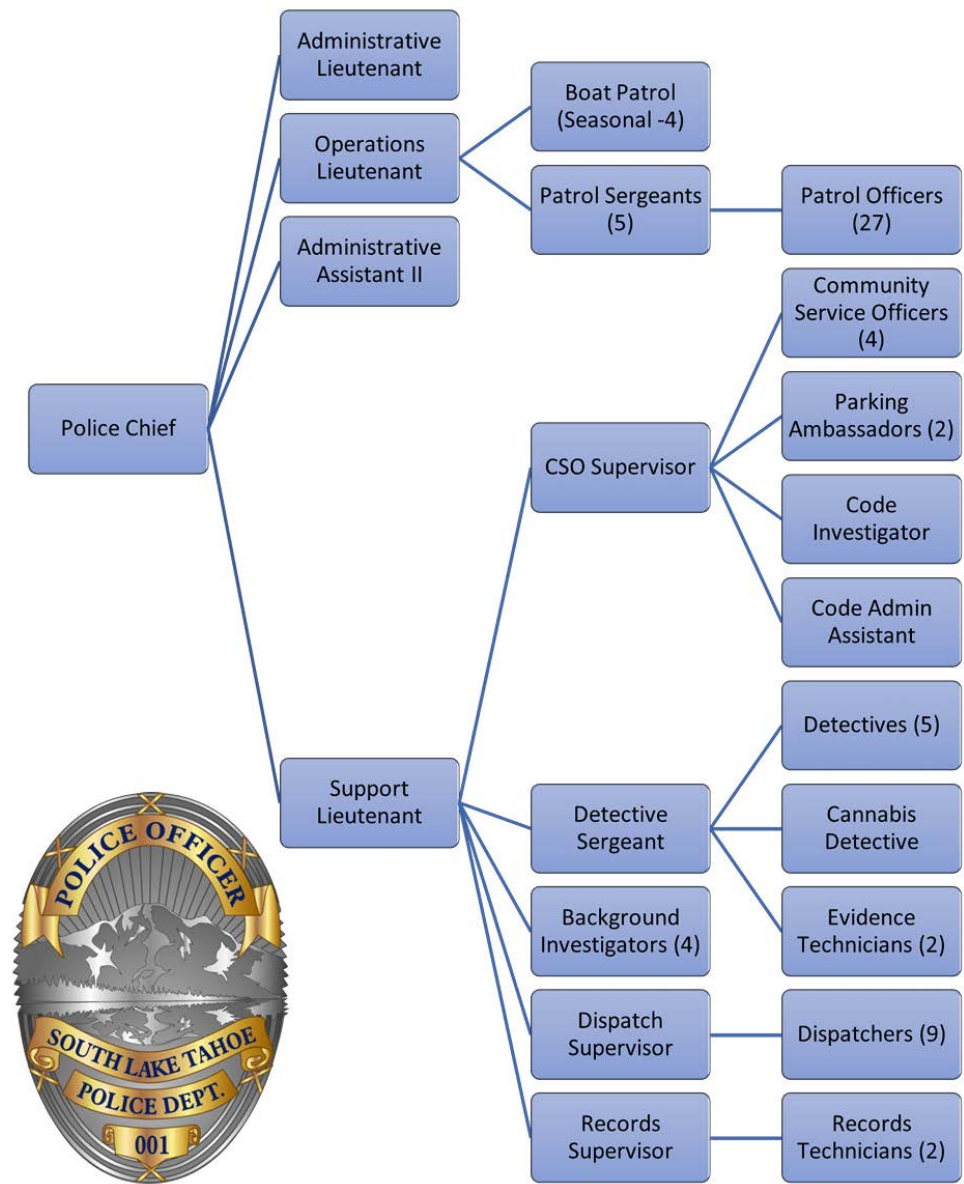 Administrative
Lieutenant
Operations
Lieutenant
Administrative
Assistant II
Boat Patrol
(Seasonal -4)
Patrol Sergeants
(5)
Patrol Officers
(27)
Police Chief
Support
Lieutenant
CSO Supervisor
Community
Service Officers
(4)
Parking
Ambassadors (2)
Code
Investigator
Code Admin
Assistant
Detective
Sergeant
Detectives (5)
Cannabis
Detective
Evidence
Technicians (2)
Background
Investigators (4)
Dispatch
Supervisor
Dispatchers (9)
Records
Supervisor
Records
Technicians (2)
POLICE OFFICER
SOUTH LAKE TAHOE
POLICE DEPT.
001